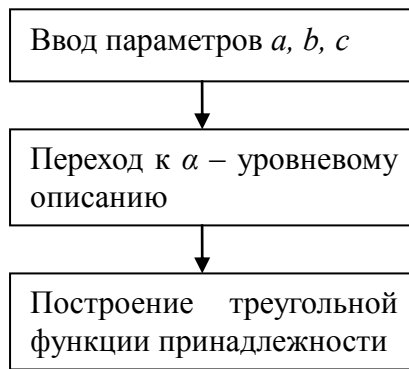 Ввод параметров a, b, c
Переход к α – уровневому
описанию
Построение треугольной
функции принадлежности